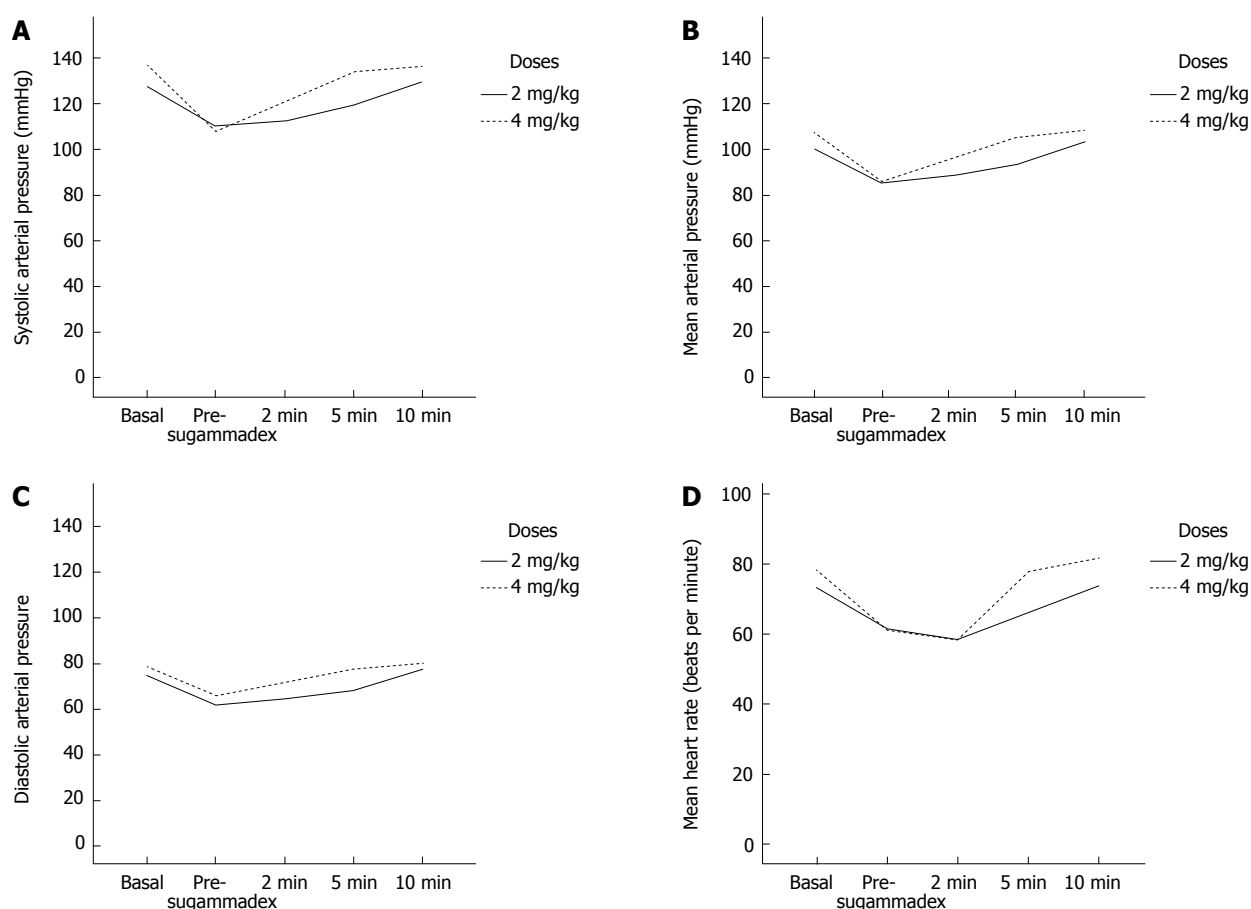 A
Systolic arterial pressure (mmHg)
140
120
100
80
60
40
20
0
Basal Pre- 2 min 5 min 10 min
sugammadex
Doses
2 mg/kg
4 mg/kg
B
Mean arterial pressure (mmHg)
140
120
100
80
60
40
20
0
Basal Pre- 2 min 5 min 10 min
sugammadex
Doses
2 mg/kg
4 mg/kg
C
Diastolic arterial pressure
140
120
100
80
60
40
20
0
Basal Pre- 2 min 5 min 10 min
sugammadex
Doses
2 mg/kg
4 mg/kg
D
Mean heart rate (beats per minute)
100
80
60
40
20
0
Basal Pre- 2 min 5 min 10 min
sugammadex
Doses
2 mg/kg
4 mg/kg